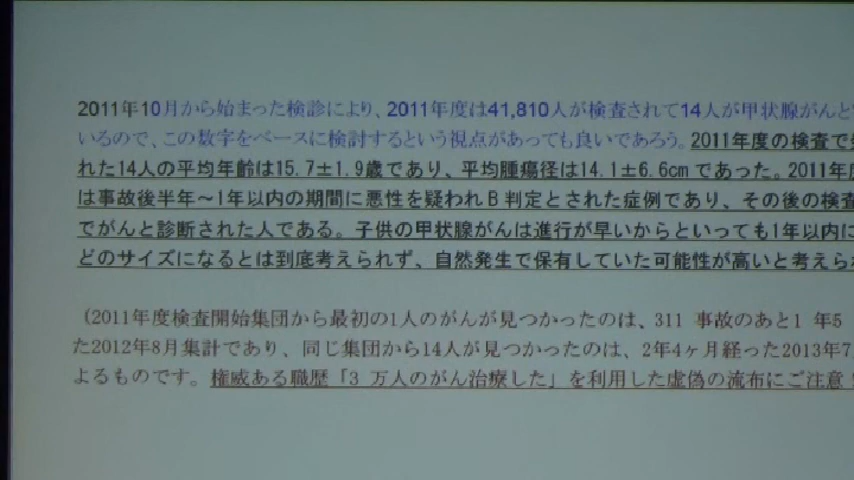 2011年10月から始まった検診により、2011年度は41,810人が検査されて14人が甲状腺がんと
いるので、この数字をベースに検討するという視点があっても良いであろう。2011年度の検査で
れた14人の平均年齢は15.7±1.9歳であり、平均腫瘍径は14.1±6.6cmであった。2011年
は事故後半年～1年以内の期間に悪性を疑われB判定とされた症例であり、その後の検査
でがんと診断された人である。子供の甲状腺がんは進行が早いからといっても1年以内に
どのサイズになるとは到底考えられず、自然発生で保有していた可能性が高いと考えら
（2011年度検査開始集団から最初の1人のがんが見つかったのは、311 事故のあと1 年5
た2012年8月集計であり、同じ集団から14人が見つかったのは、2年4ヶ月経った2013年7
よるものです。権威ある職歴「3 万人のがん治療した」を利用した虚偽の流布にご注意